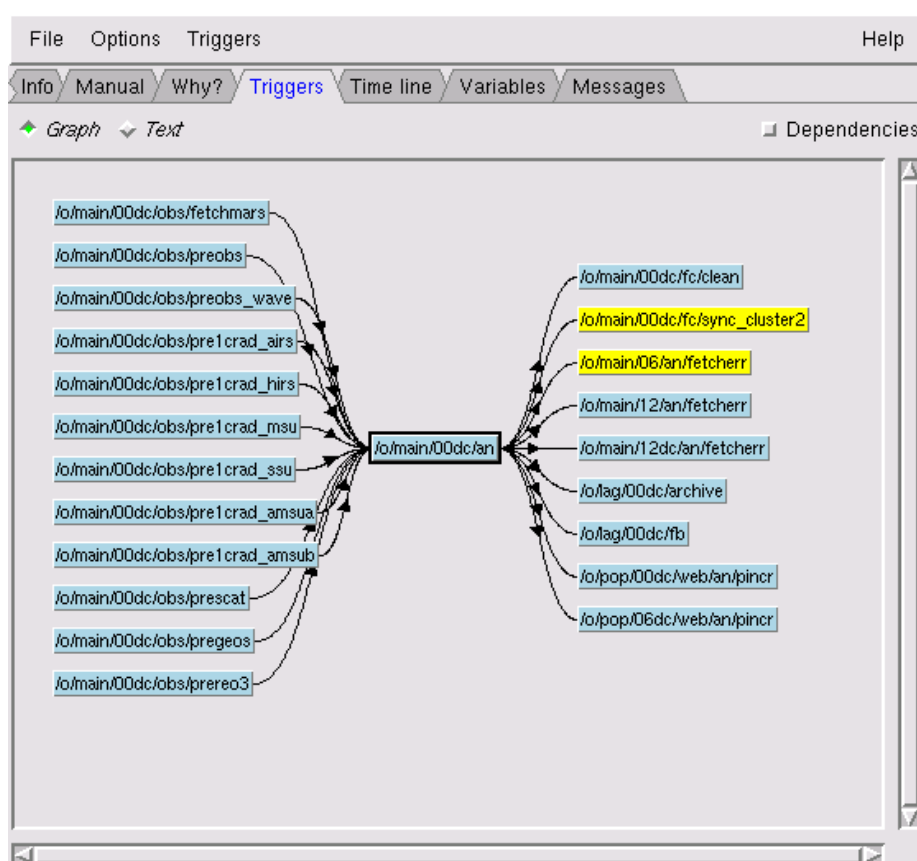 File Options Triggers Help
Info Manual Why? Triggers Time line Variables Messages
Graph Text Dependencies
/o/main/00dc/obs/fetchmars
/o/main/00dc/obs/preobs
/o/main/00dc/obs/preobs_wave
/o/main/00dc/obs/pre1crad_airs
/o/main/00dc/obs/pre1crad_hirs
/o/main/00dc/obs/pre1crad_msu
/o/main/00dc/obs/pre1crad_ssu
/o/main/00dc/obs/pre1crad_amsua
/o/main/00dc/obs/pre1crad_amsub
/o/main/00dc/obs/prescat
/o/main/00dc/obs/pregeos
/o/main/00dc/obs/prereo3
/o/main/00dc/an
/o/main/00dc/fc/clean
/o/main/00dc/fc/sync_cluster2
/o/main/06/an/fetcherr
/o/main/12/an/fetcherr
/o/main/12dc/an/fetcherr
/o/lag/00dc/archive
/o/lag/00dc/fb
/o/pop/00dc/web/an/pincr
/o/pop/06dc/web/an/pincr